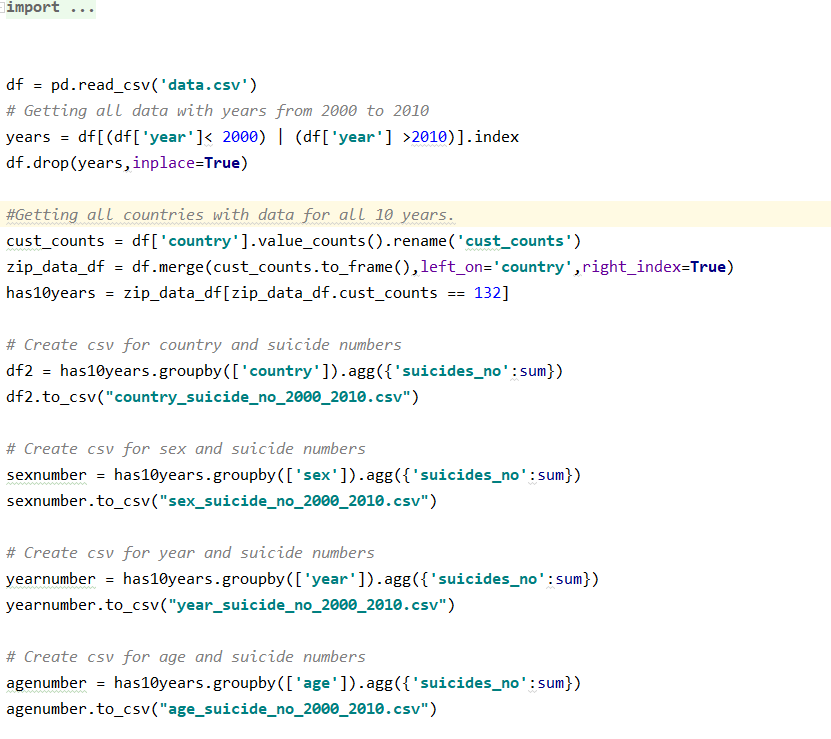 import ...
df = pd.read_csv('data.csv')
# Getting all data with years from 2000 to 2010
years = df[(df['year']< 2000) | (df['year'] >2010)].index
df.drop(years,inplace=True)
#Getting all countries with data for all 10 years.
cust_counts = df['country'].value_counts().rename('cust_counts')
zip_data_df = df.merge(cust_counts.to_frame(),left_on='country',right_index=True)
has10years = zip_data_df[zip_data_df.cust_counts == 132]
# Create csv for country and suicide numbers
df2 = has10years.groupby(['country']).agg({'suicides_no':sum})
df2.to_csv("country_suicide_no_2000_2010.csv")
# Create csv for sex and suicide numbers
sexnumber = has10years.groupby(['sex']).agg({'suicides_no':sum})
sexnumber.to_csv("sex_suicide_no_2000_2010.csv")
# Create csv for year and suicide numbers
yearnumber = has10years.groupby(['year']).agg({'suicides_no':sum})
yearnumber.to_csv("year_suicide_no_2000_2010.csv")
# Create csv for age and suicide numbers
agenumber = has10years.groupby(['age']).agg({'suicides_no':sum})
agenumber.to_csv("age_suicide_no_2000_2010.csv")